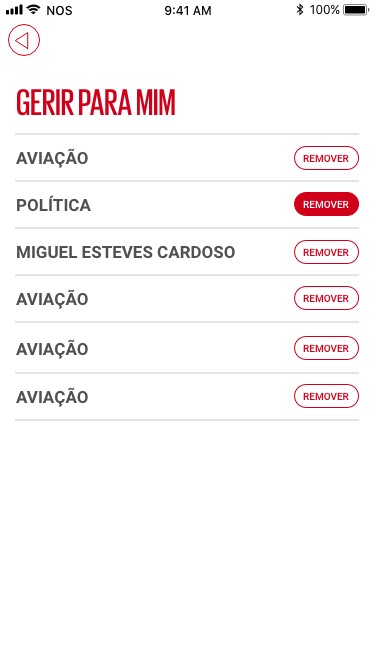 NOS 9:41 AM 100%
GERIR PARA MIM
AVIAÇÃO REMOVER
POLÍTICA REMOVER
MIGUEL ESTEVES CARDOSO REMOVER
AVIAÇÃO REMOVER
AVIAÇÃO REMOVER
AVIAÇÃO REMOVER